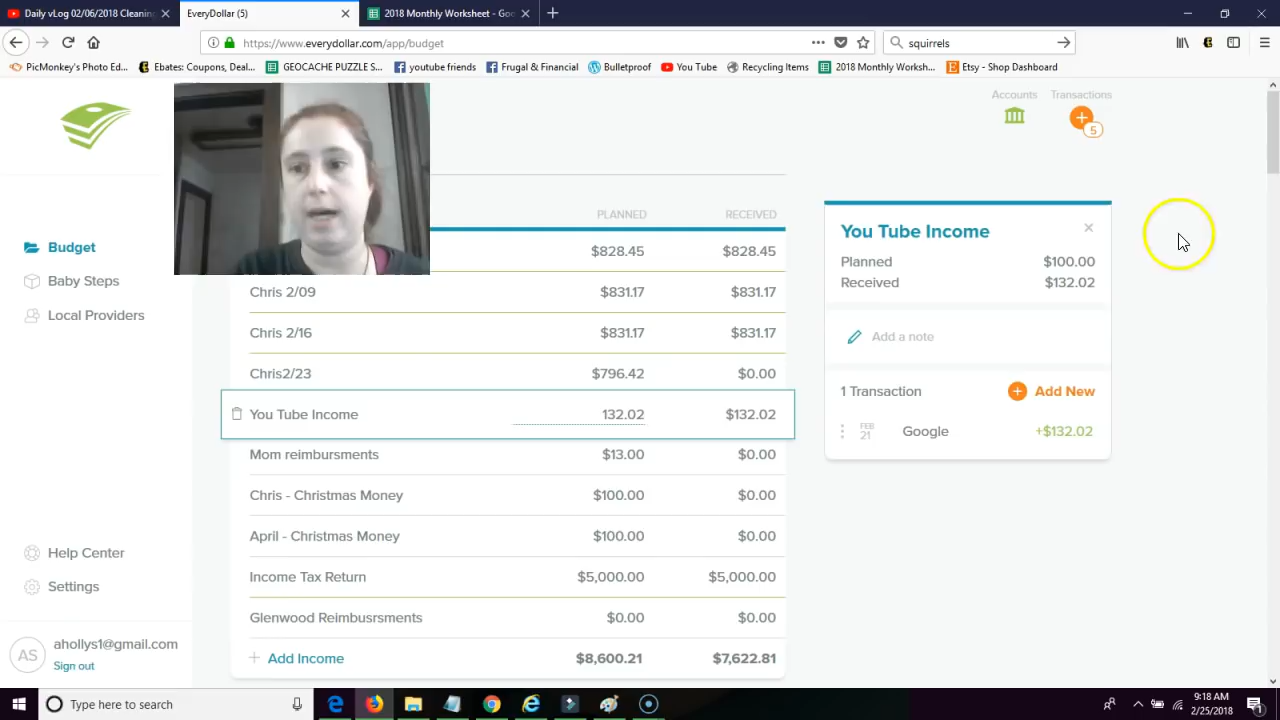 Daily vLog 02/06/2018 Cleaning
EveryDollar (5)
2018 Monthly Worksheet - Goo
https://www.everydollar.com/app/budget
squirrels
PicMonkey's Photo Ed...
Ebates: Coupons, Deal...
GEOCACHE PUZZLE S...
youtube friends
Frugal & Financial
Bulletproof
You Tube
Recycling Items
2018 Monthly Worksh...
Etsy - Shop Dashboard
Accounts
Transactions
5
Budget
Baby Steps
Local Providers
Help Center
Settings
AS
ahollys1@gmail.com
Sign out
PLANNED RECEIVED
$828.45 $828.45
Chris 2/09 $831.17 $831.17
Chris 2/16 $831.17 $831.17
Chris2/23 $796.42 $0.00
You Tube Income 132.02 $132.02
Mom reimbursments $13.00 $0.00
Chris - Christmas Money $100.00 $0.00
April - Christmas Money $100.00 $0.00
Income Tax Return $5,000.00 $5,000.00
Glenwood Reimbusrsments $0.00 $0.00
Add Income $8,600.21 $7,622.81
You Tube Income
Planned $100.00
Received $132.02
Add a note
1 Transaction Add New
FEB
21
Google +$132.02
Type here to search
9:18 AM
2/25/2018
1